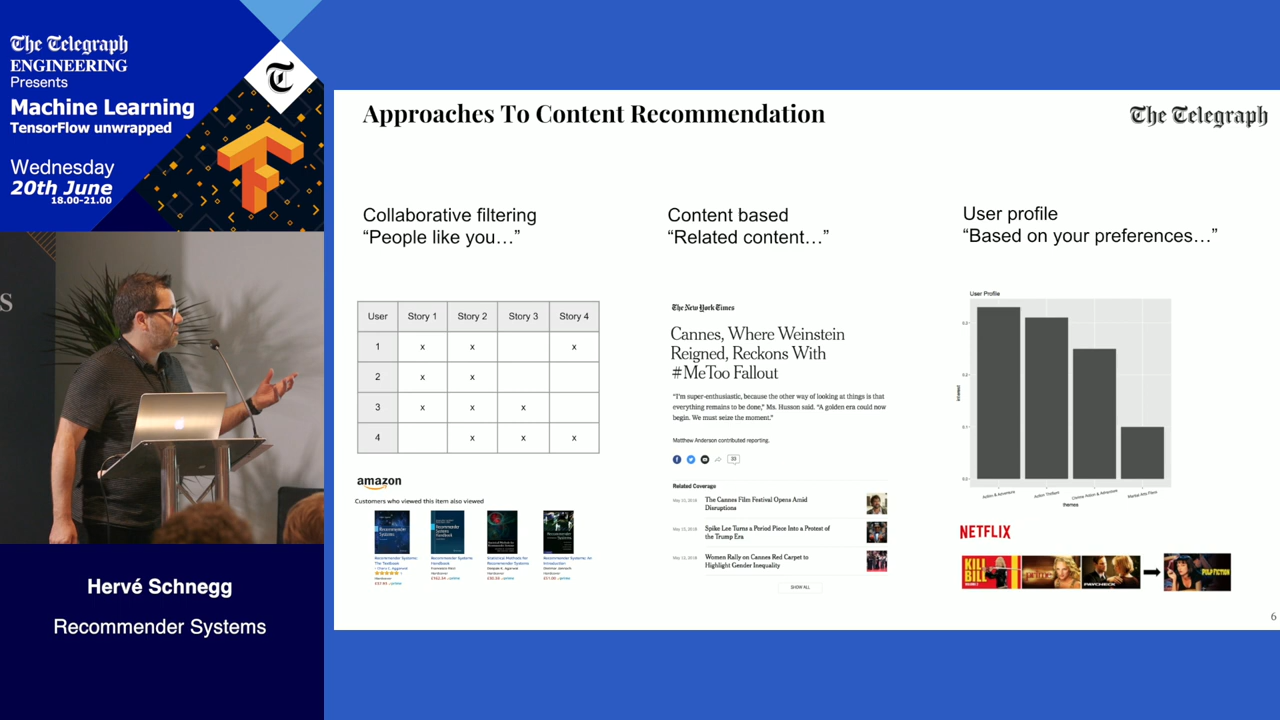 The Telegraph
ENGINEERING
Presents
Machine Learning
TensorFlow unwrapped
Wednesday
20th June
18.00-21.00
T
S
Hervé Schnegg
Recommender Systems
Approaches To Content Recommendation
The Telegraph
Collaborative filtering
“People like you…”
User Story 1 Story 2 Story 3 Story 4
1 x x x
2 x x
3 x x x
4 x x x
amazon
Customers who viewed this item also viewed
Content based
“Related content…”
The New York Times
Cannes, Where Weinstein
Reigned, Reckons With
#MeToo Fallout
“I’m super-enthusiastic, because the other way of looking at things is that
everything remains to be done,” Ms. Husson said. “A golden era could now
begin. We must seize the moment.”
Matthew Anderson contributed reporting.
Related Coverage
The Cannes Film Festival Opens Amid
Disruptions
Spike Lee Turns a Period Piece Into a Protest of
the Trump Era
Women Rally on Cannes Red Carpet to
Highlight Gender Inequality
SHOW ALL
User profile
“Based on your preferences…”
User Profile
themes
NETFLIX
KILL
BILL
PAYCHECK
PULP FICTION
6